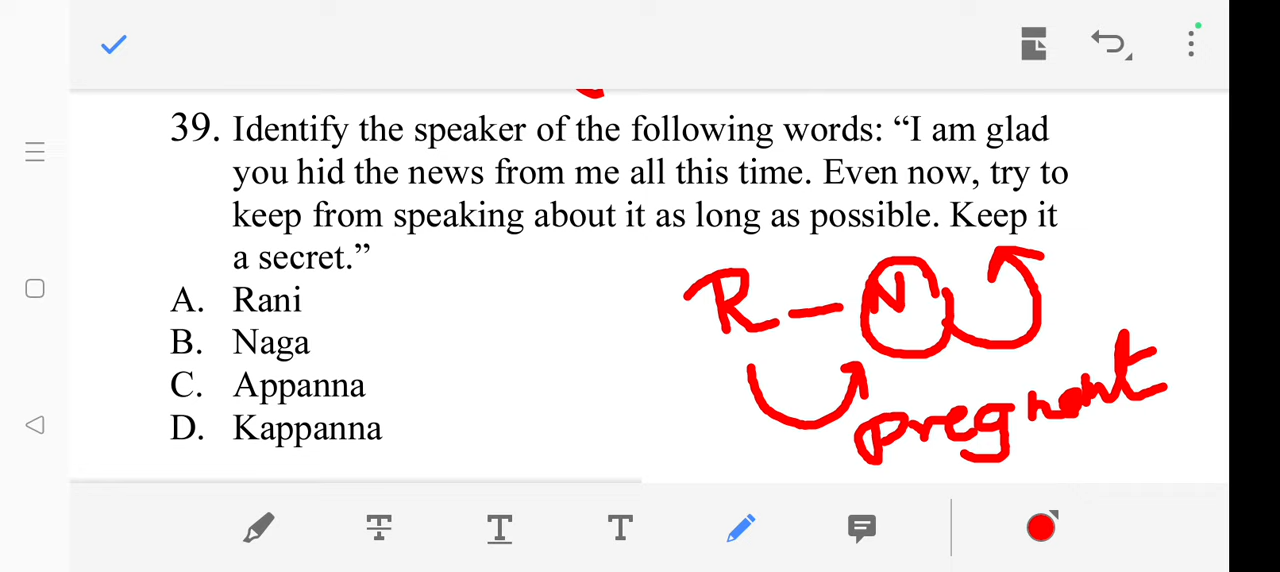 39. Identify the speaker of the following words: “I am glad
you hid the news from me all this time. Even now, try to
keep from speaking about it as long as possible. Keep it
a secret.”
A. Rani
B. Naga
C. Appanna
D. Kappanna
R - N
pregnant
T T T